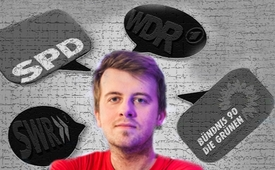 WDR
SPD
SWR
BÜNDNIS 90
DIE GRÜNEN